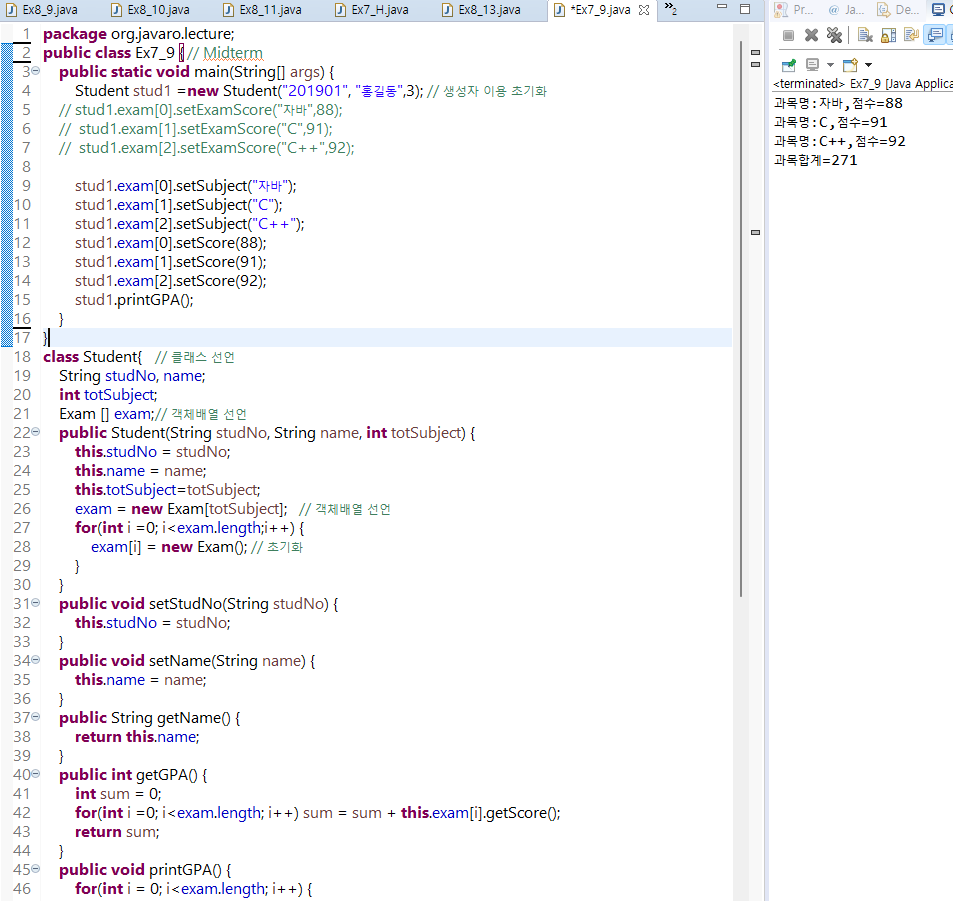 Ex8_9.java Ex8_10.java Ex8_11.java Ex7_H.java Ex8_13.java *Ex7_9.java »2 Pr... @ Ja... De...
1 package org.javaro.lecture;
2 public class Ex7_9 { // Midterm
3 public static void main(String[] args) {
4 Student stud1 =new Student("201901", "홍길동",3); // 생성자 이용 초기화
5 // stud1.exam[0].setExamScore("자바",88);
6 // stud1.exam[1].setExamScore("C",91);
7 // stud1.exam[2].setExamScore("C++",92);
8
9 stud1.exam[0].setSubject("자바");
10 stud1.exam[1].setSubject("C");
11 stud1.exam[2].setSubject("C++");
12 stud1.exam[0].setScore(88);
13 stud1.exam[1].setScore(91);
14 stud1.exam[2].setScore(92);
15 stud1.printGPA();
16 }
17 }
18 class Student{ // 클래스 선언
19 String studNo, name;
20 int totSubject;
21 Exam [] exam;// 객체배열 선언
22 public Student(String studNo, String name, int totSubject) {
23 this.studNo = studNo;
24 this.name = name;
25 this.totSubject=totSubject;
26 exam = new Exam[totSubject]; // 객체배열 선언
27 for(int i =0; i<exam.length;i++) {
28 exam[i] = new Exam(); // 초기화
29 }
30 }
31 public void setStudNo(String studNo) {
32 this.studNo = studNo;
33 }
34 public void setName(String name) {
35 this.name = name;
36 }
37 public String getName() {
38 return this.name;
39 }
40 public int getGPA() {
41 int sum = 0;
42 for(int i =0; i<exam.length; i++) sum = sum + this.exam[i].getScore();
43 return sum;
44 }
45 public void printGPA() {
46 for(int i = 0; i<exam.length; i++) {
<terminated> Ex7_9 [Java Applica
과목명:자바,점수=88
과목명:C,점수=91
과목명:C++,점수=92
과목합계=271